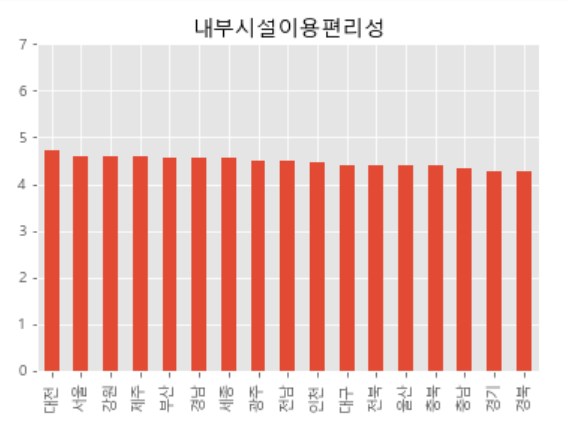 내부시설이용편리성
7
6
5
4
3
2
1
0
대전
서울
강원
제주
부산
경남
세종
광주
전남
인천
대구
전북
울산
충북
충남
경기
경북